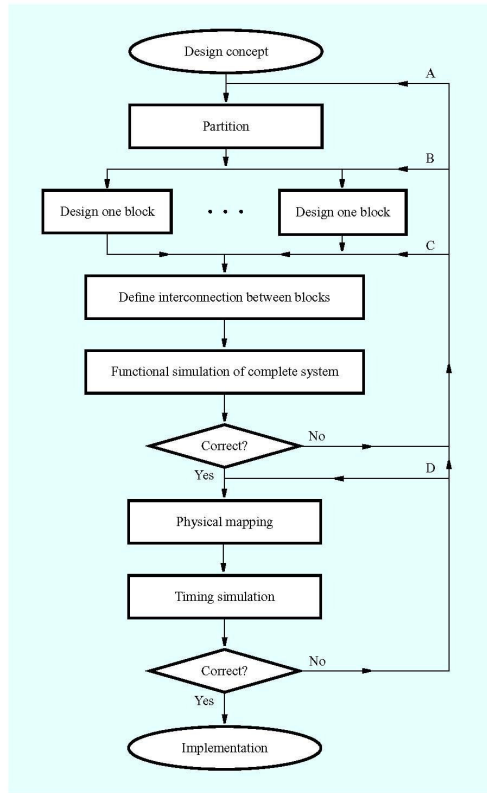 Design concept
A
Partition
B
Design one block
Design one block
C
Define interconnection between blocks
Functional simulation of complete system
Correct?
No
Yes
D
Physical mapping
Timing simulation
Correct?
No
Yes
Implementation